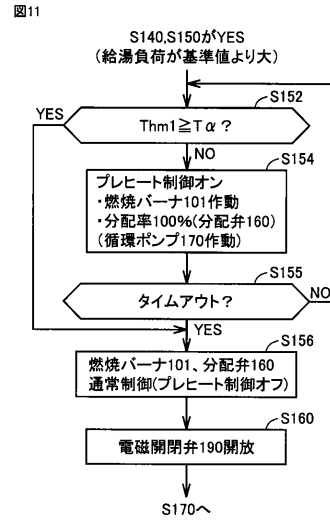 図11
S140,S150がYES
(給湯負荷が基準値より大)
S152
YES
Thm1≧Tα?
NO
S154
プレヒート制御オン
・燃焼バーナ101作動
・分配率100%(分配弁160)
(循環ポンプ170作動)
S155
タイムアウト?
NO
YES
S156
燃焼バーナ101、分配弁160
通常制御(プレヒート制御オフ)
S160
電磁開閉弁190開放
S170へ